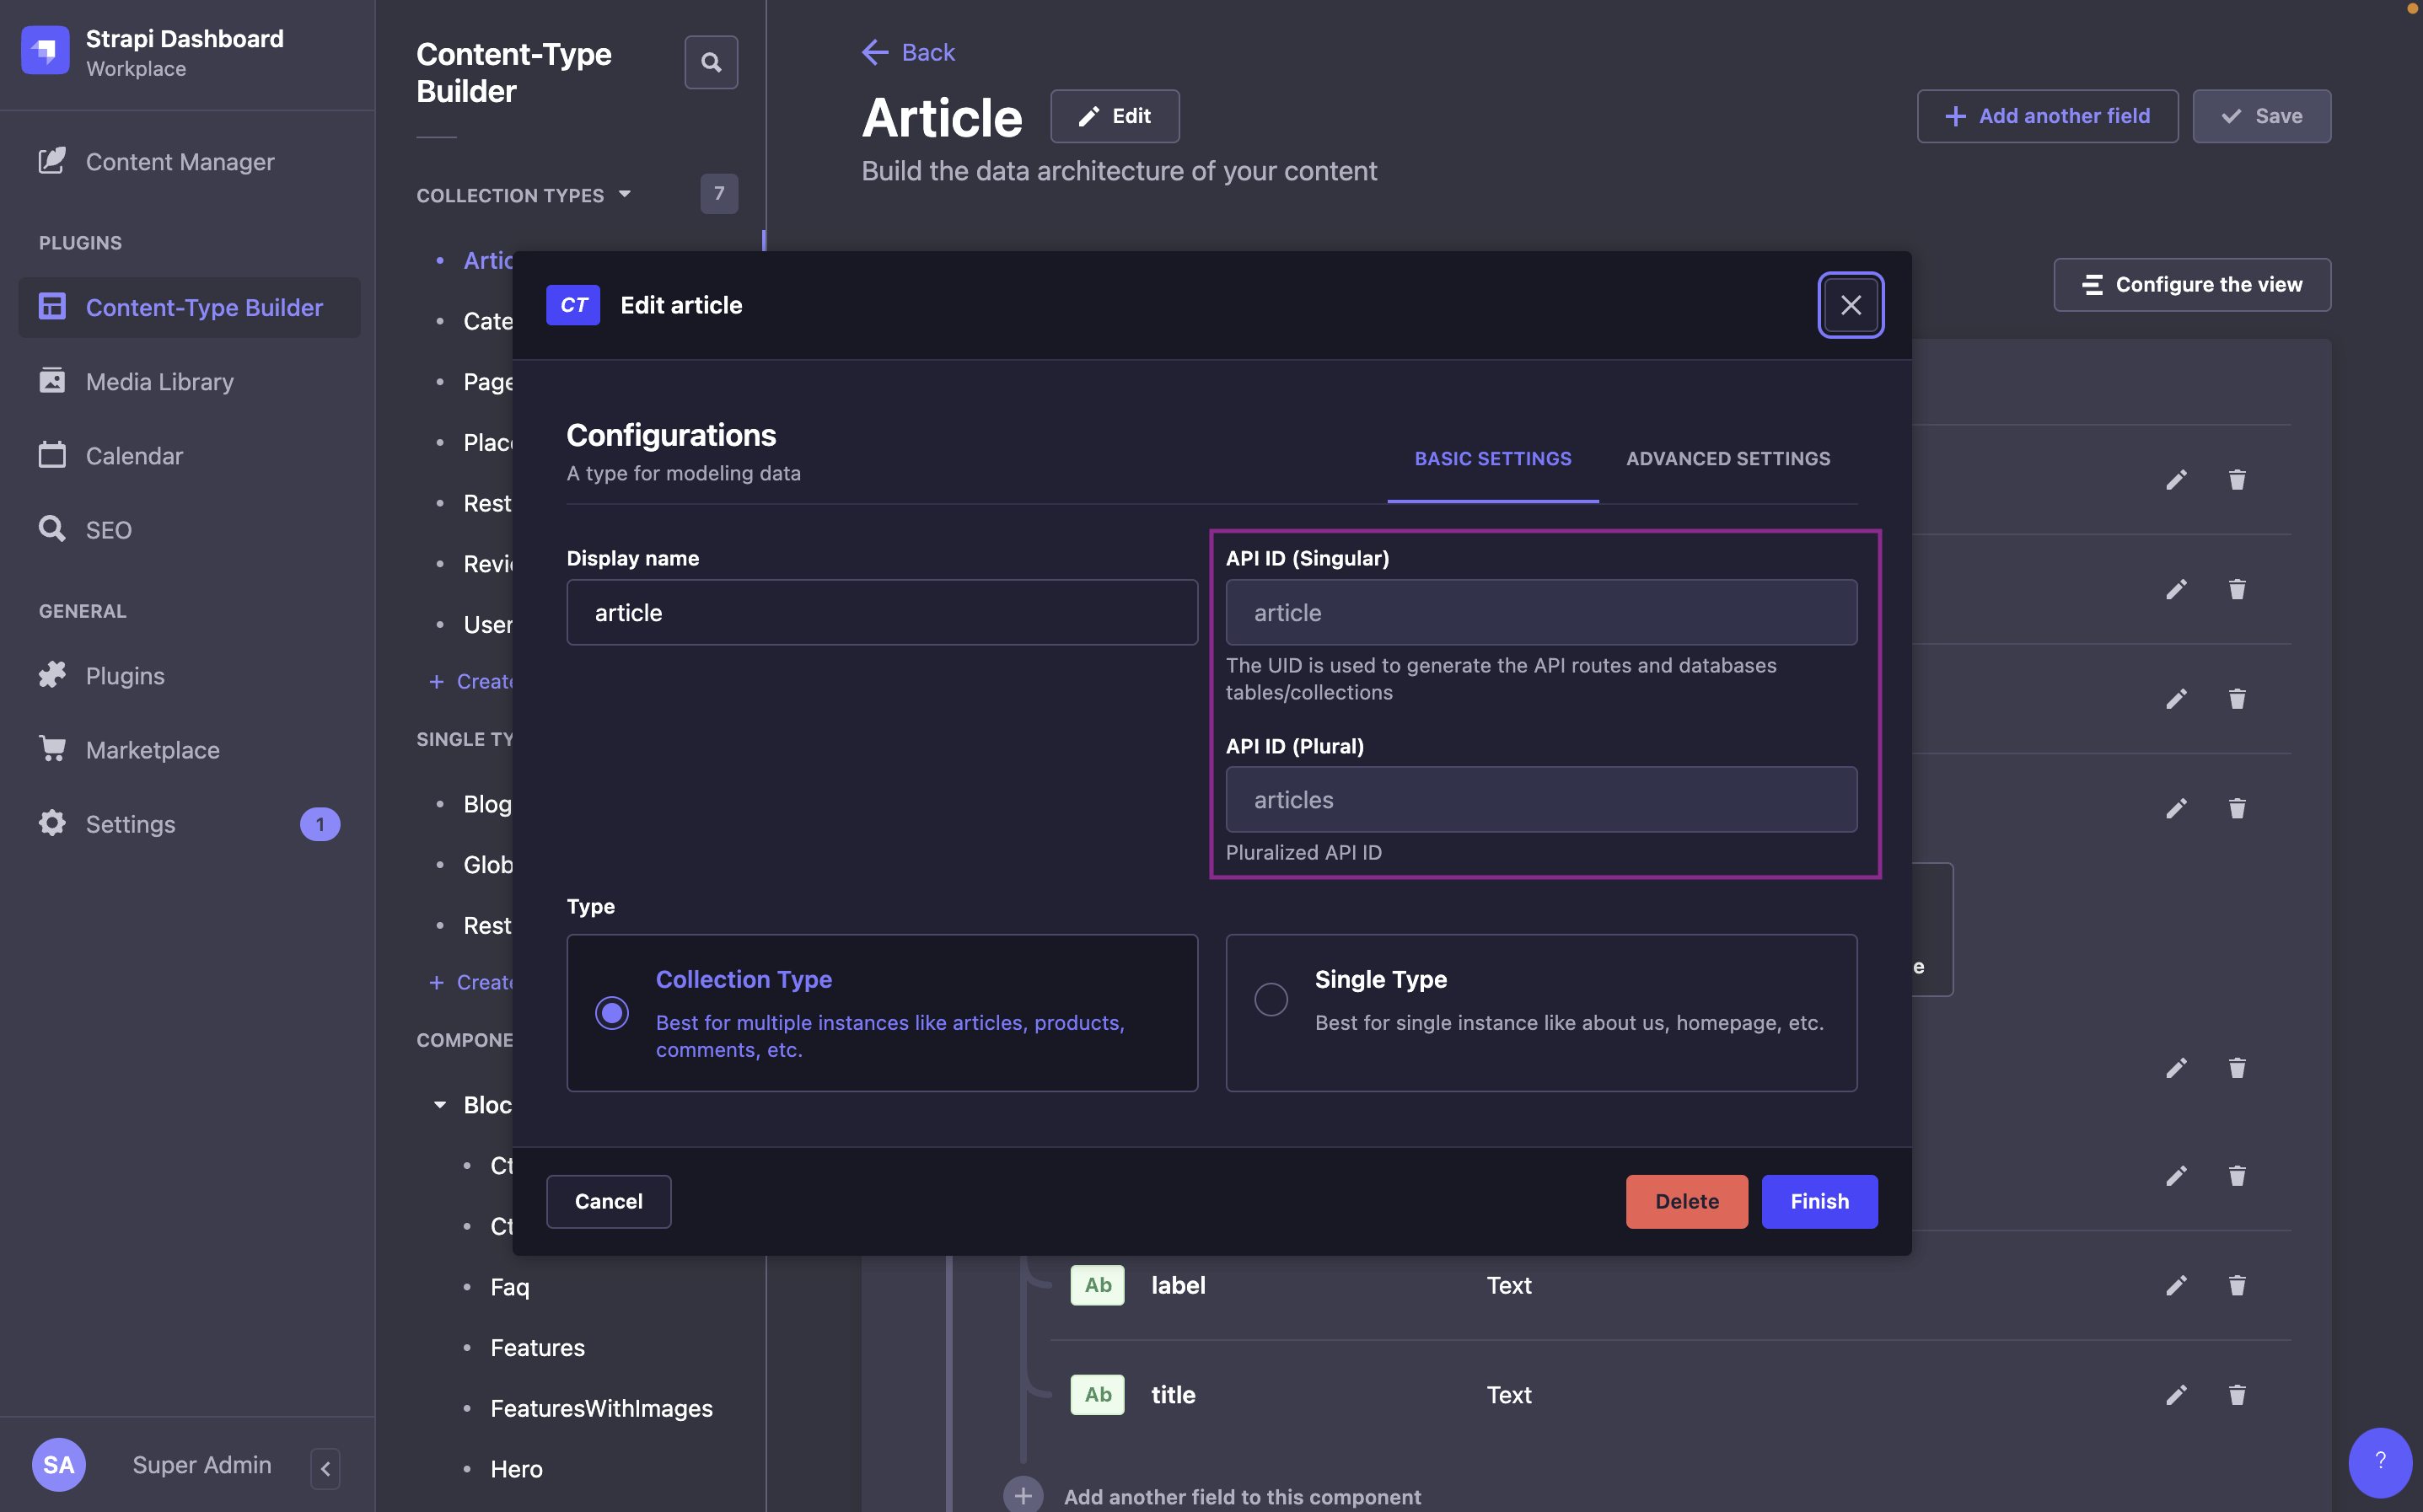 Strapi Dashboard
Workplace
Content Manager
PLUGINS
Content-Type Builder
Media Library
Calendar
SEO
GENERAL
Plugins
Marketplace
Settings
1
SA
Super Admin
Content-Type
Builder
COLLECTION TYPES
7
Artic
Cate
Page
Place
Rest
Revi
User
+ Create
SINGLE TY
Blog
Glob
Rest
+ Create
COMPONE
Bloc
Ct
Ct
Faq
Features
FeaturesWithImages
Hero
Back
Article
Edit
Build the data architecture of your content
Add another field
Save
Configure the view
CT
Edit article
Configurations
A type for modeling data
BASIC SETTINGS
ADVANCED SETTINGS
Display name
article
API ID (Singular)
article
The UID is used to generate the API routes and databases
tables/collections
API ID (Plural)
articles
Pluralized API ID
Type
Collection Type
Best for multiple instances like articles, products,
comments, etc.
Single Type
Best for single instance like about us, homepage, etc.
Cancel
Delete
Finish
e
Ab label Text
Ab title Text
Add another field to this component
?